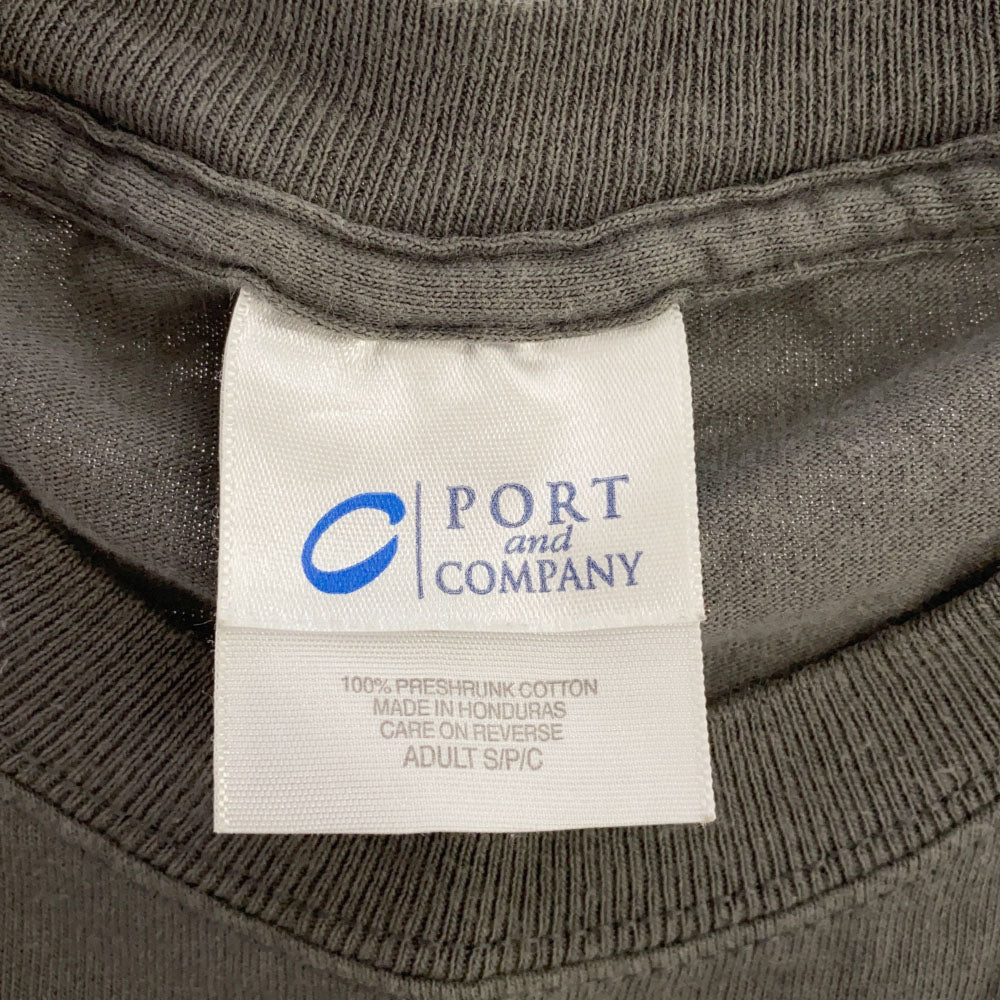 PORT
and
COMPANY
100% PRESHRUNK COTTON
MADE IN HONDURAS
CARE ON REVERSE
ADULT S/P/C